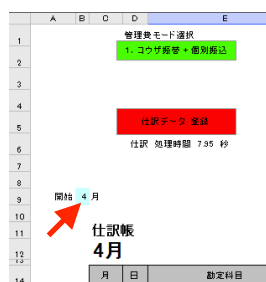 A B C D E
1 管理費モード選択
1. コウザ振替 + 個別振込
2
3
4
5 仕訳データ 登録
6 仕訳 処理時間 7.95 秒
7
8
9 開始 4 月
10
11 仕訳帳
12 4月
13
14 月 日 勘定科目